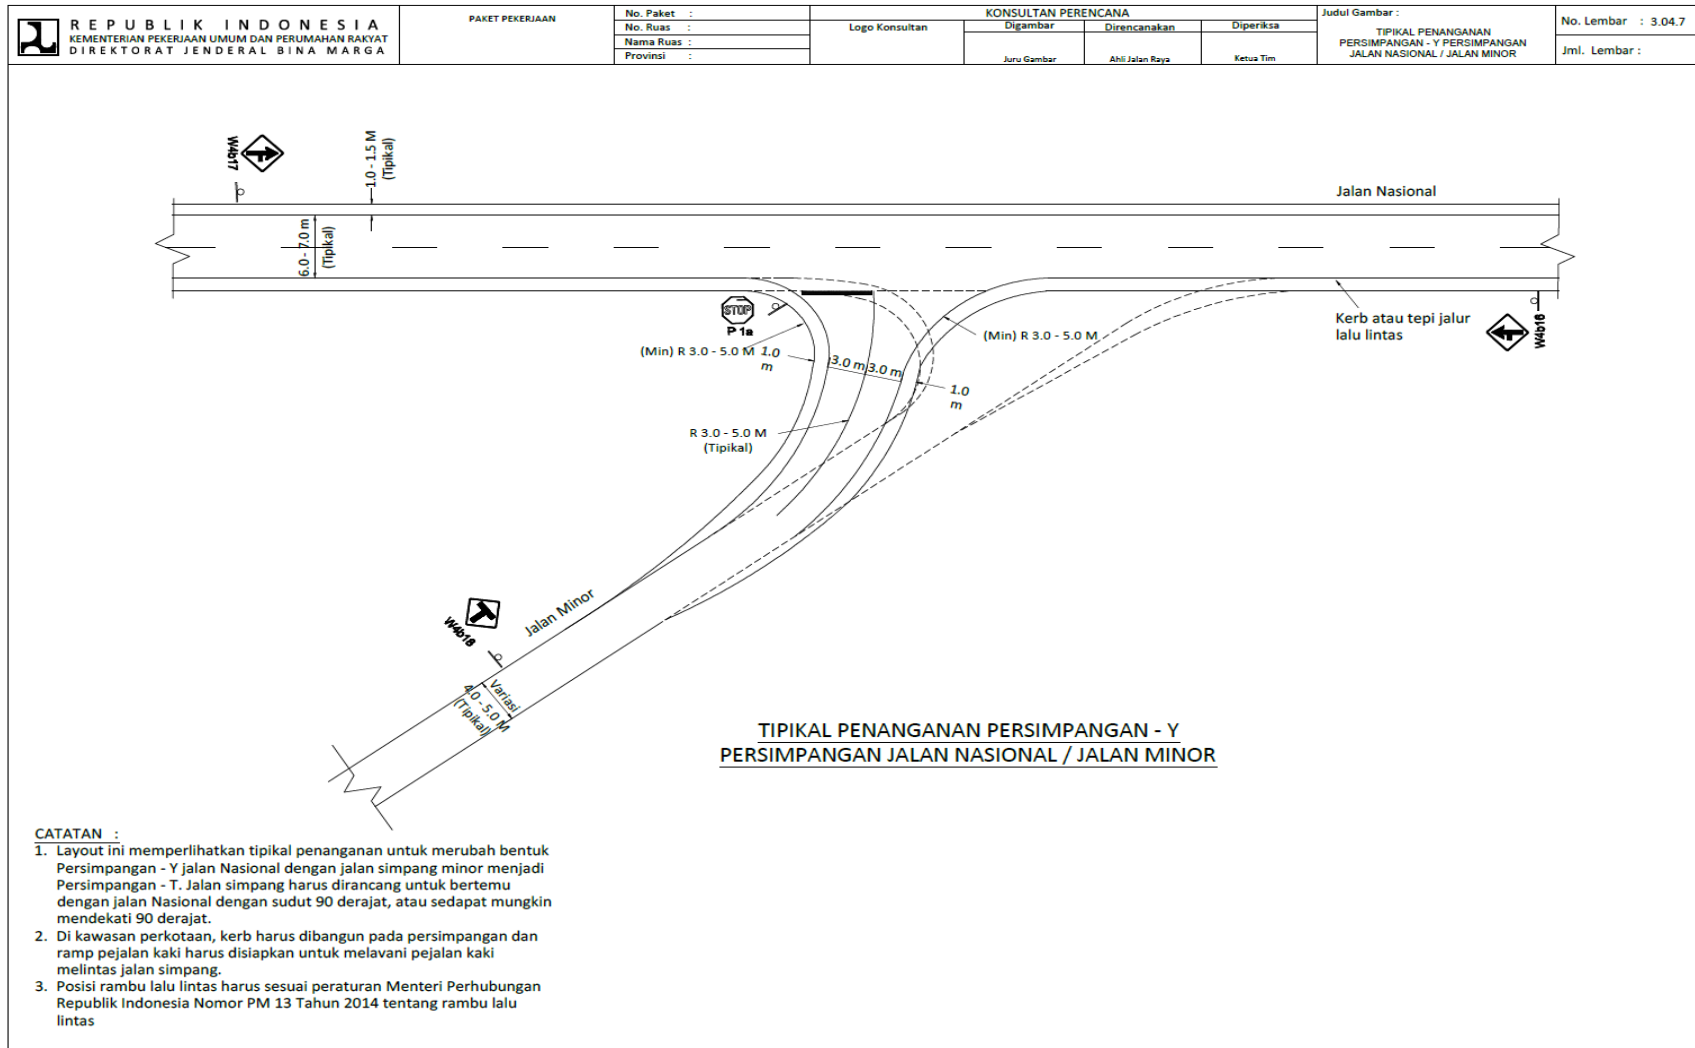 REPUBLIK INDONESIA
KEMENTERIAN PEKERJAAN UMUM DAN PERUMAHAN RAKYAT
DIREKTORAT JENDERAL BINA MARGA
PAKET PEKERJAAN
No. Paket :
No. Ruas :
Nama Ruas :
Provinsi :
KONSULTAN PERENCANA
Logo Konsultan
Digambar
Direncanakan
Diperiksa
Juru Gambar
Ahli Jalan Raya
Ketua Tim
Judul Gambar :
TIPIKAL PENANGANAN
PERSIMPANGAN - Y PERSIMPANGAN
JALAN NASIONAL / JALAN MINOR
No. Lembar : 3.04.7
Jml. Lembar :
W4b17
1.0 - 1.5 M
(Tipikal)
Jalan Nasional
6.0 - 7.0 m
(Tipikal)
STOP
P 1a
(Min) R 3.0 - 5.0 M
1.0
m
3.0 m
3.0 m
(Min) R 3.0 - 5.0 M
1.0
m
Kerb atau tepi jalur
lalu lintas
W4b16
R 3.0 - 5.0 M
(Tipikal)
Jalan Minor
W4b18
Variasi
4.0 - 5.0 M
(Tipikal)
TIPIKAL PENANGANAN PERSIMPANGAN - Y
PERSIMPANGAN JALAN NASIONAL / JALAN MINOR
CATATAN :
1. Layout ini memperlihatkan tipikal penanganan untuk merubah bentuk
Persimpangan - Y jalan Nasional dengan jalan simpang minor menjadi
Persimpangan - T. Jalan simpang harus dirancang untuk bertemu
dengan jalan Nasional dengan sudut 90 derajat, atau sedapat mungkin
mendekati 90 derajat.
2. Di kawasan perkotaan, kerb harus dibangun pada persimpangan dan
ramp pejalan kaki harus disiapkan untuk melavani pejalan kaki
melintas jalan simpang.
3. Posisi rambu lalu lintas harus sesuai peraturan Menteri Perhubungan
Republik Indonesia Nomor PM 13 Tahun 2014 tentang rambu lalu
lintas